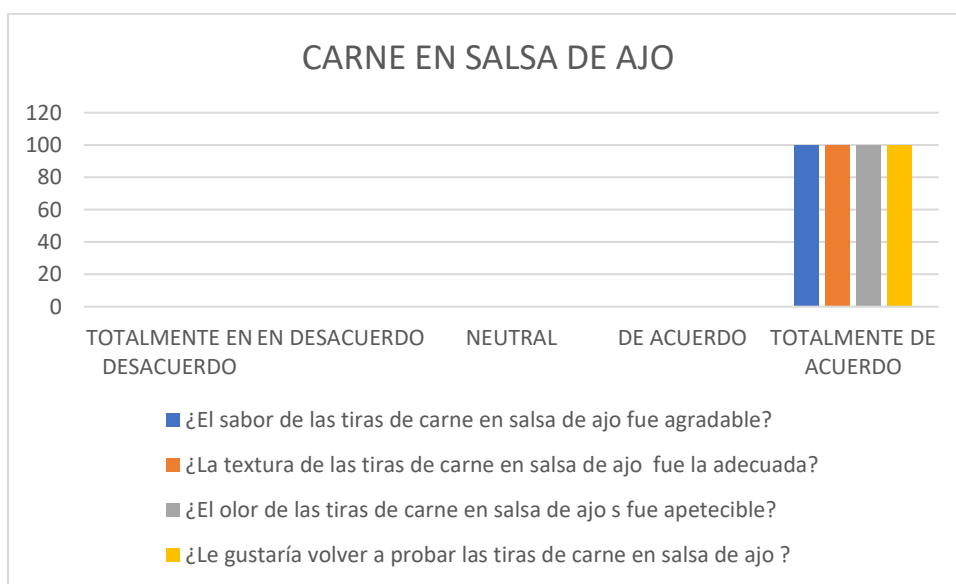 CARNE EN SALSA DE AJO
120
100
80
60
40
20
0
TOTALMENTE EN DESACUERDO
EN DESACUERDO
NEUTRAL
DE ACUERDO
TOTALMENTE DE ACUERDO
¿El sabor de las tiras de carne en salsa de ajo fue agradable?
¿La textura de las tiras de carne en salsa de ajo  fue la adecuada?
¿El olor de las tiras de carne en salsa de ajo s fue apetecible?
¿Le gustaría volver a probar las tiras de carne en salsa de ajo ?